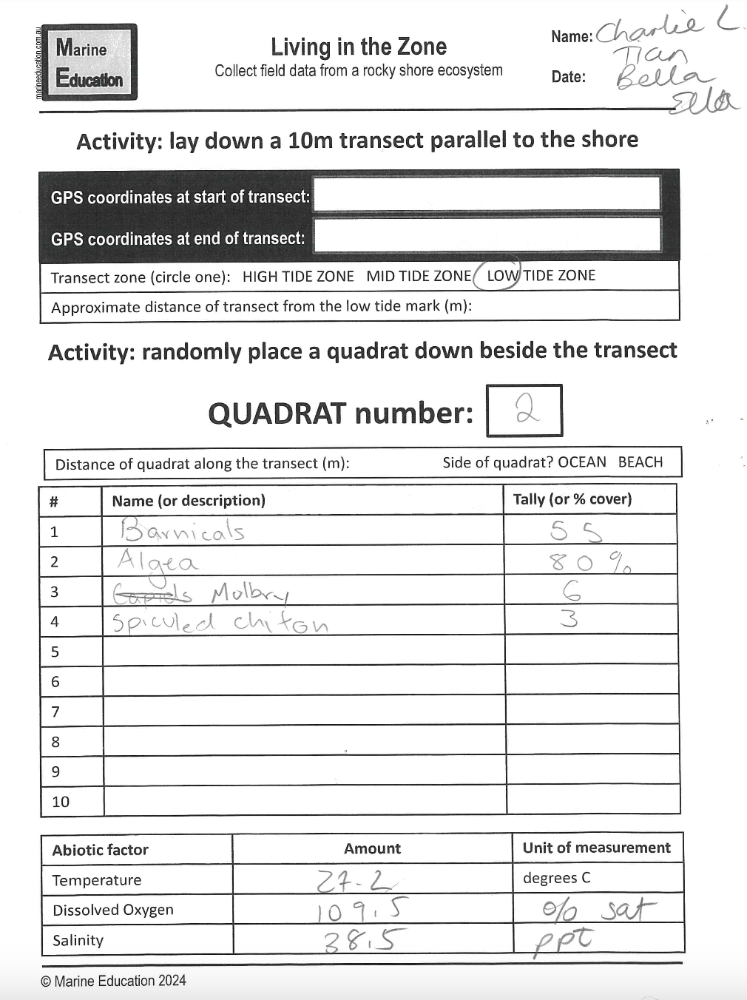 marineeducation.com.au
Marine
Education
Living in the Zone
Collect field data from a rocky shore ecosystem
Name: Charlie L
Tian
Date: Bella
Ella
Activity: lay down a 10m transect parallel to the shore
GPS coordinates at start of transect:
GPS coordinates at end of transect:
Transect zone (circle one): HIGH TIDE ZONE MID TIDE ZONE LOW TIDE ZONE
Approximate distance of transect from the low tide mark (m):
Activity: randomly place a quadrat down beside the transect
QUADRAT number: 2
Distance of quadrat along the transect (m): Side of quadrat? OCEAN BEACH
# Name (or description) Tally (or % cover)
1 Barnicals 55
2 Algea 80%
3 Mulbry 6
4 Spiculed chiton 3
5
6
7
8
9
10
Abiotic factor Amount Unit of measurement
Temperature 27.2 degrees C
Dissolved Oxygen 109.5 % sat
Salinity 38.5 ppt
© Marine Education 2024